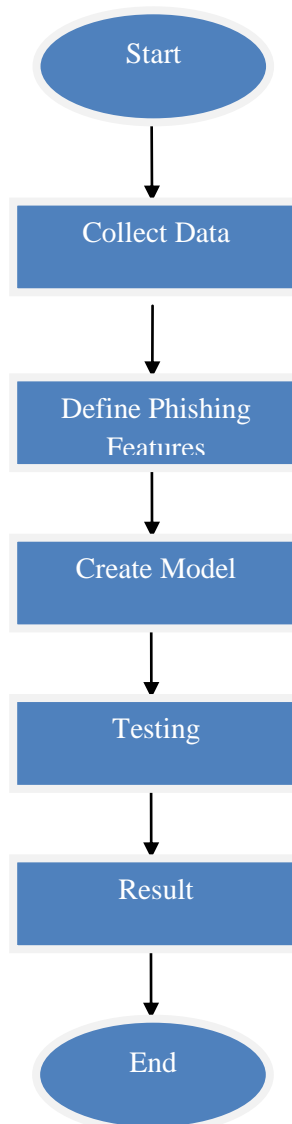 Start
Collect Data
Define Phishing
Features
Create Model
Testing
Result
End